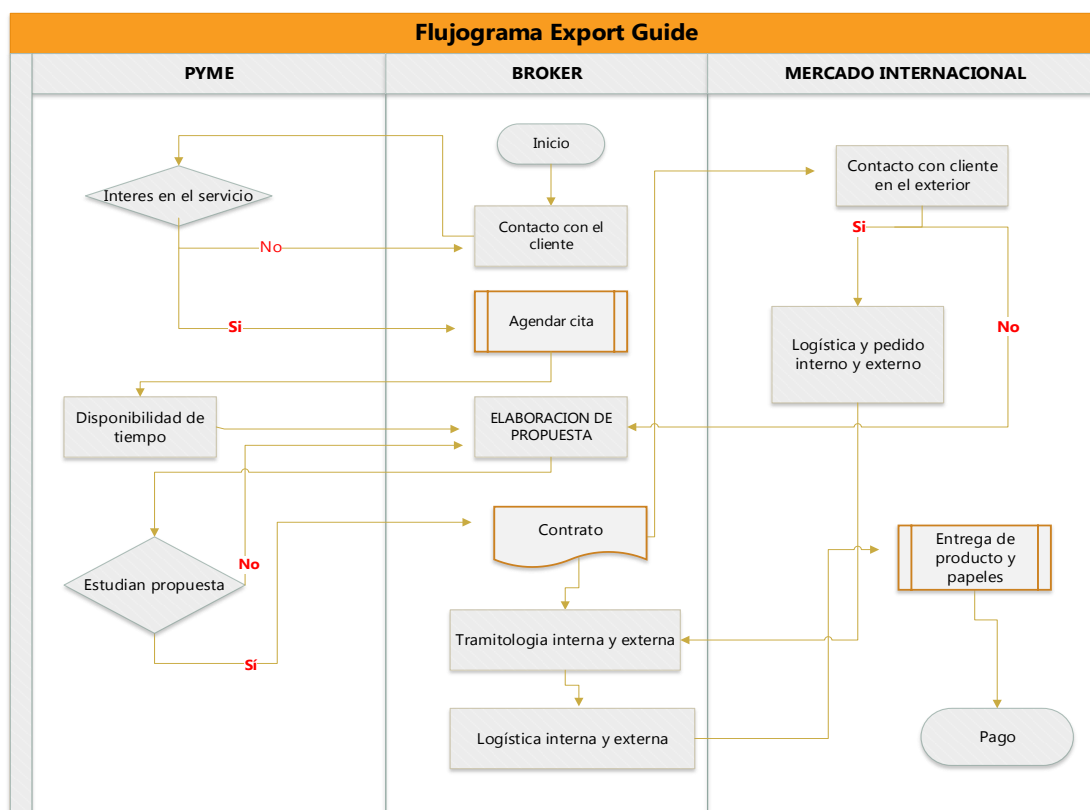 Flujograma Export Guide
PYME
BROKER
MERCADO INTERNACIONAL
Inicio
Contacto con cliente
en el exterior
Interes en el servicio
Contacto con el
cliente
No
Si
Agendar cita
Si
No
Logística y pedido
interno y externo
Disponibilidad de
tiempo
ELABORACION DE
PROPUESTA
Contrato
Entrega de
producto y
papeles
No
Estudian propuesta
Sí
Tramitologia interna y externa
Logística interna y externa
Pago